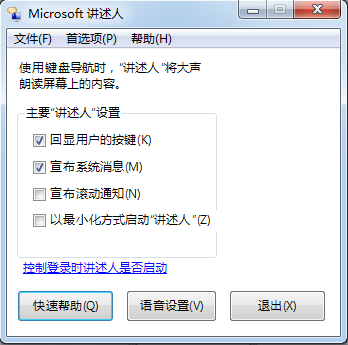 Microsoft 讲述人
文件(F) 首选项(P) 帮助(H)
使用键盘导航时，“讲述人”将大声
朗读屏幕上的内容。
主要“讲述人”设置
回显用户的按键(K)
宣布系统消息(M)
宣布滚动通知(N)
以最小化方式启动“讲述人”(Z)
控制登录时讲述人是否启动
快速帮助(Q) 语音设置(V) 退出(X)